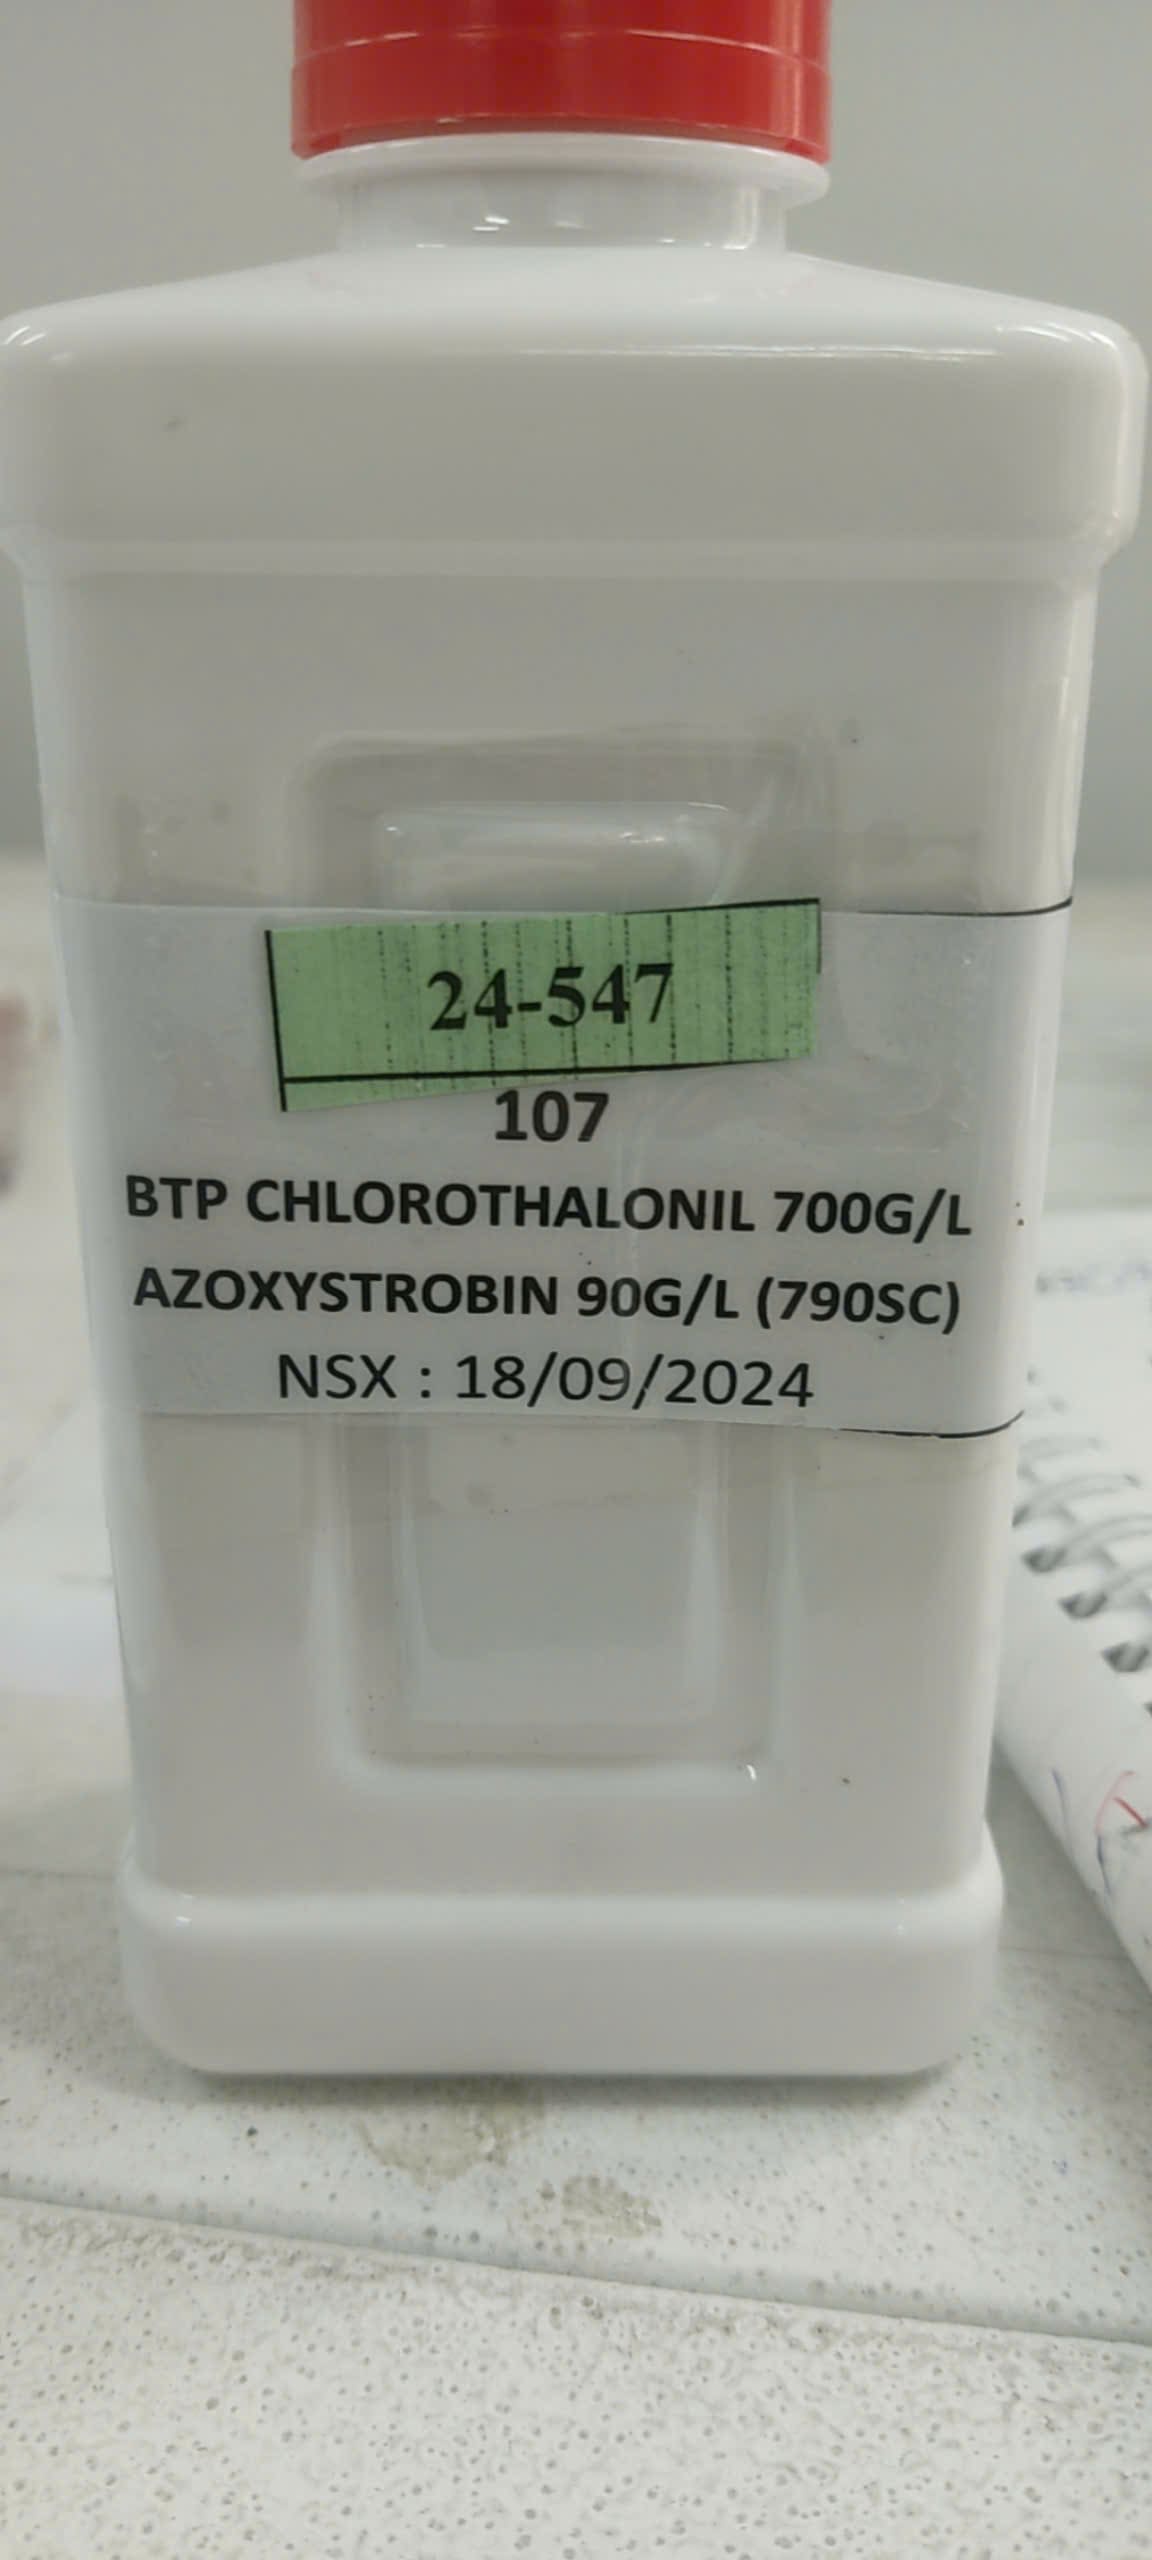 24-547
107
BTP CHLOROTHALONIL 700G/L
AZOXYSTROBIN 90G/L (790SC)
NSX : 18/09/2024